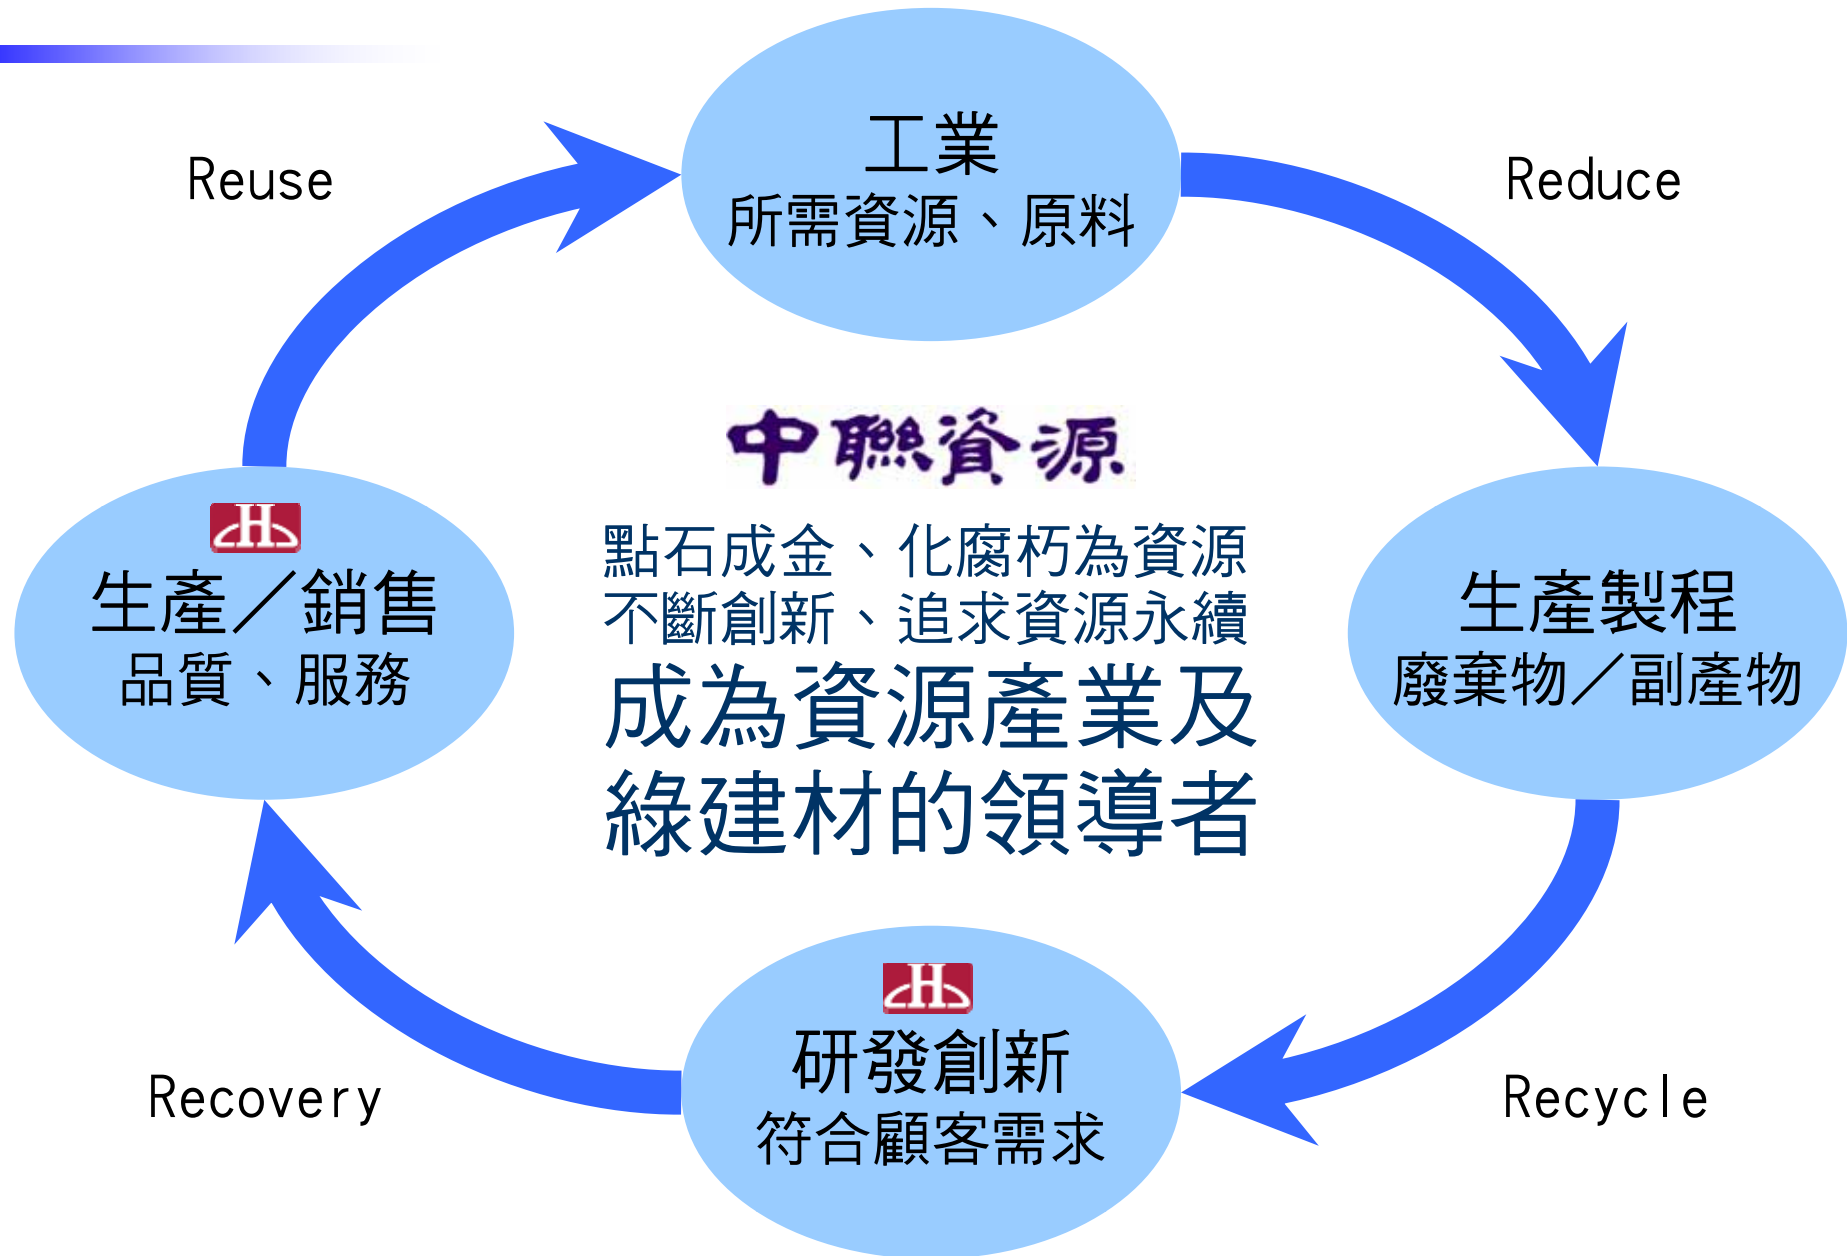 工業
所需資源、原料
Reuse
Reduce
中聯資源
點石成金、化腐朽為資源
不斷創新、追求資源永續
成為資源產業及
綠建材的領導者
生產／銷售
品質、服務
生產製程
廢棄物／副產物
研發創新
符合顧客需求
Recovery
Recycle